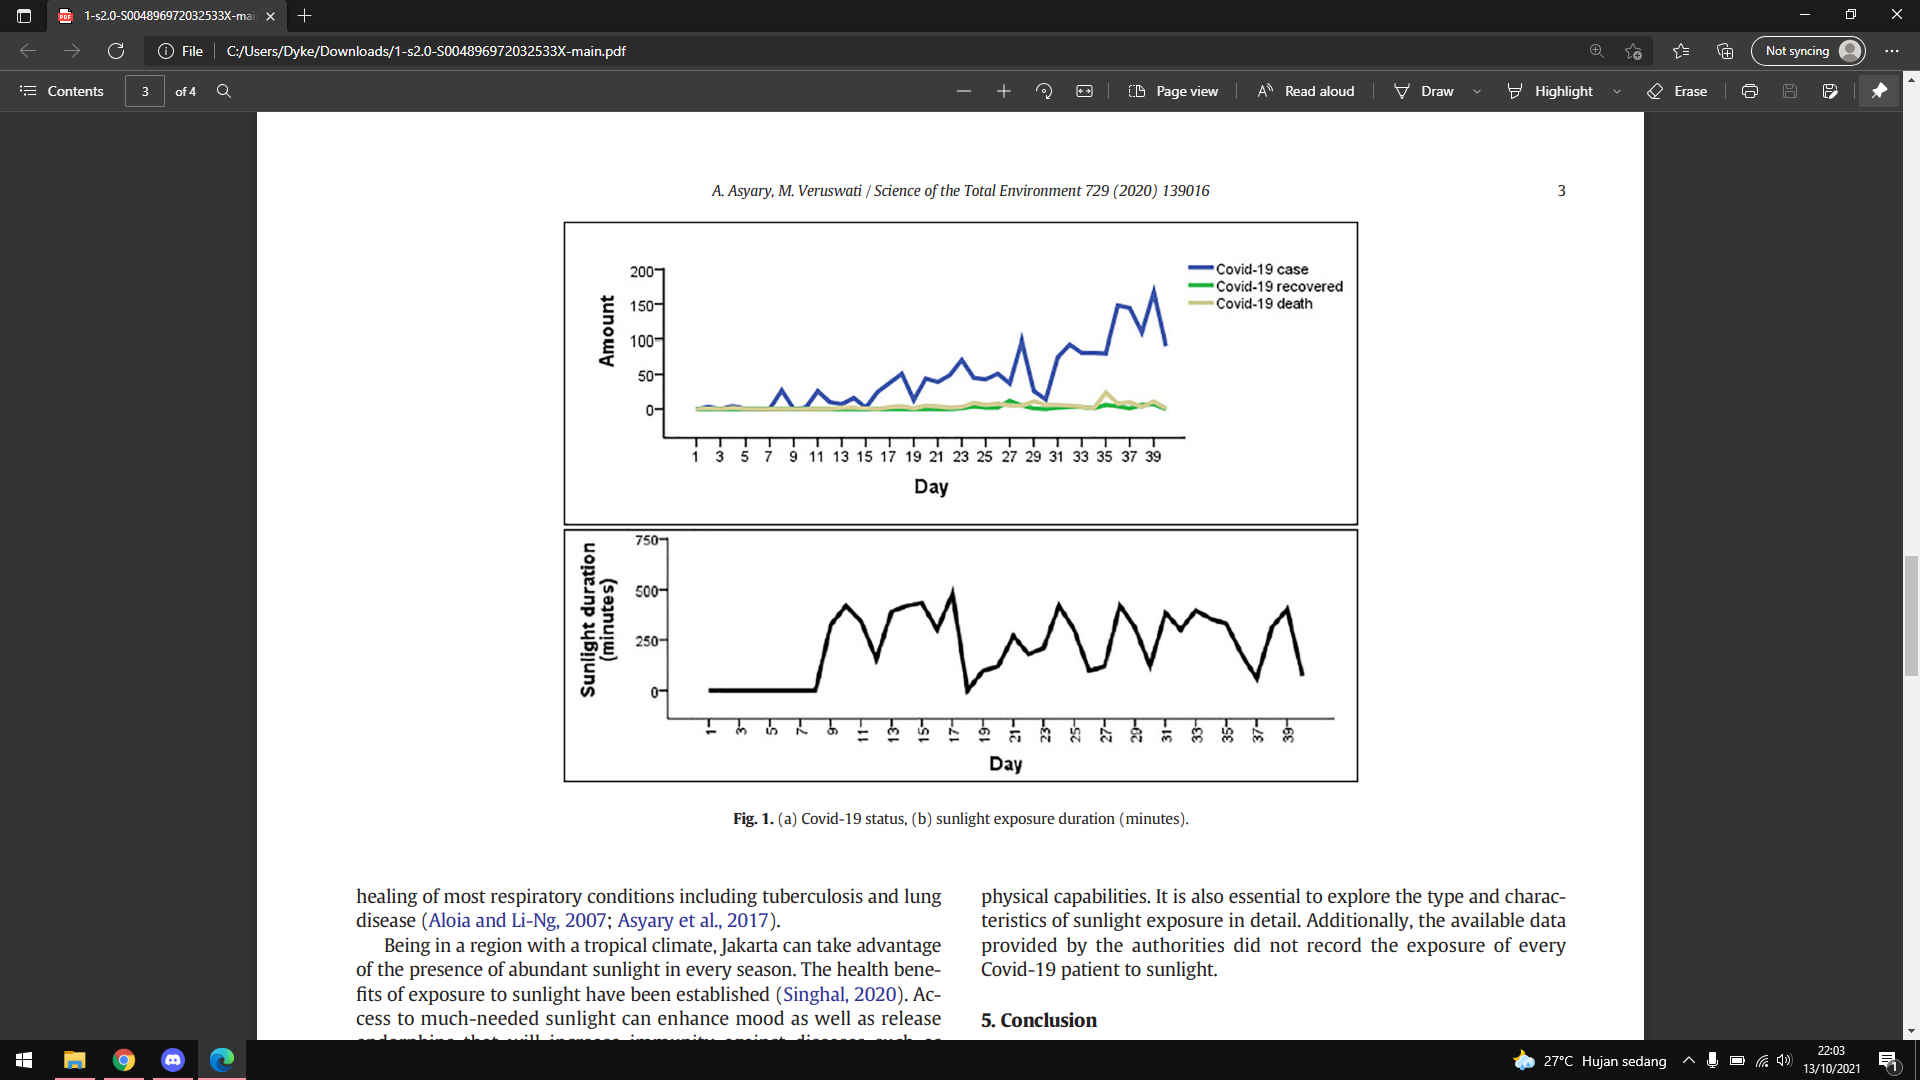 1-s2.0-S004896972032533X-mai
File
C:/Users/Dyke/Downloads/1-s2.0-S004896972032533X-main.pdf
Not syncing
Contents
3
of 4
Page view
Read aloud
Draw
Highlight
Erase
A. Asyary, M. Veruswati / Science of the Total Environment 729 (2020) 139016
3
Amount
200
150
100
50
0
Covid-19 case
Covid-19 recovered
Covid-19 death
1 3 5 7 9 11 13 15 17 19 21 23 25 27 29 31 33 35 37 39
Day
Sunlight duration
(minutes)
750
500
250
0
1 3 5 7 9 11 13 15 17 19 21 23 25 27 29 31 33 35 37 39
Day
Fig. 1. (a) Covid-19 status, (b) sunlight exposure duration (minutes).
healing of most respiratory conditions including tuberculosis and lung
disease (Aloia and Li-Ng, 2007; Asyary et al., 2017).
Being in a region with a tropical climate, Jakarta can take advantage
of the presence of abundant sunlight in every season. The health bene-
fits of exposure to sunlight have been established (Singhal, 2020). Ac-
cess to much-needed sunlight can enhance mood as well as release
physical capabilities. It is also essential to explore the type and charac-
teristics of sunlight exposure in detail. Additionally, the available data
provided by the authorities did not record the exposure of every
Covid-19 patient to sunlight.
5. Conclusion
27°C Hujan sedang
22:03
13/10/2021
1